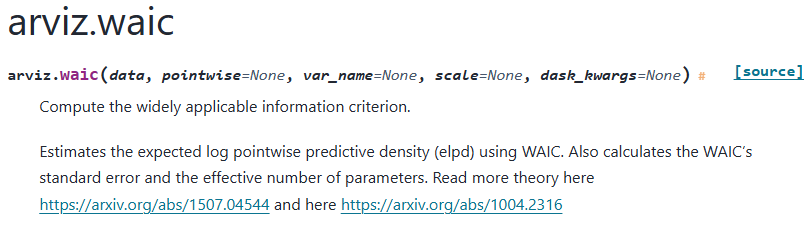 arviz.waic
arviz.waic(data, pointwise=None, var_name=None, scale=None, dask_kwargs=None) # [source]
Compute the widely applicable information criterion.
Estimates the expected log pointwise predictive density (elpd) using WAIC. Also calculates the WAIC’s
standard error and the effective number of parameters. Read more theory here
https://arxiv.org/abs/1507.04544 and here https://arxiv.org/abs/1004.2316